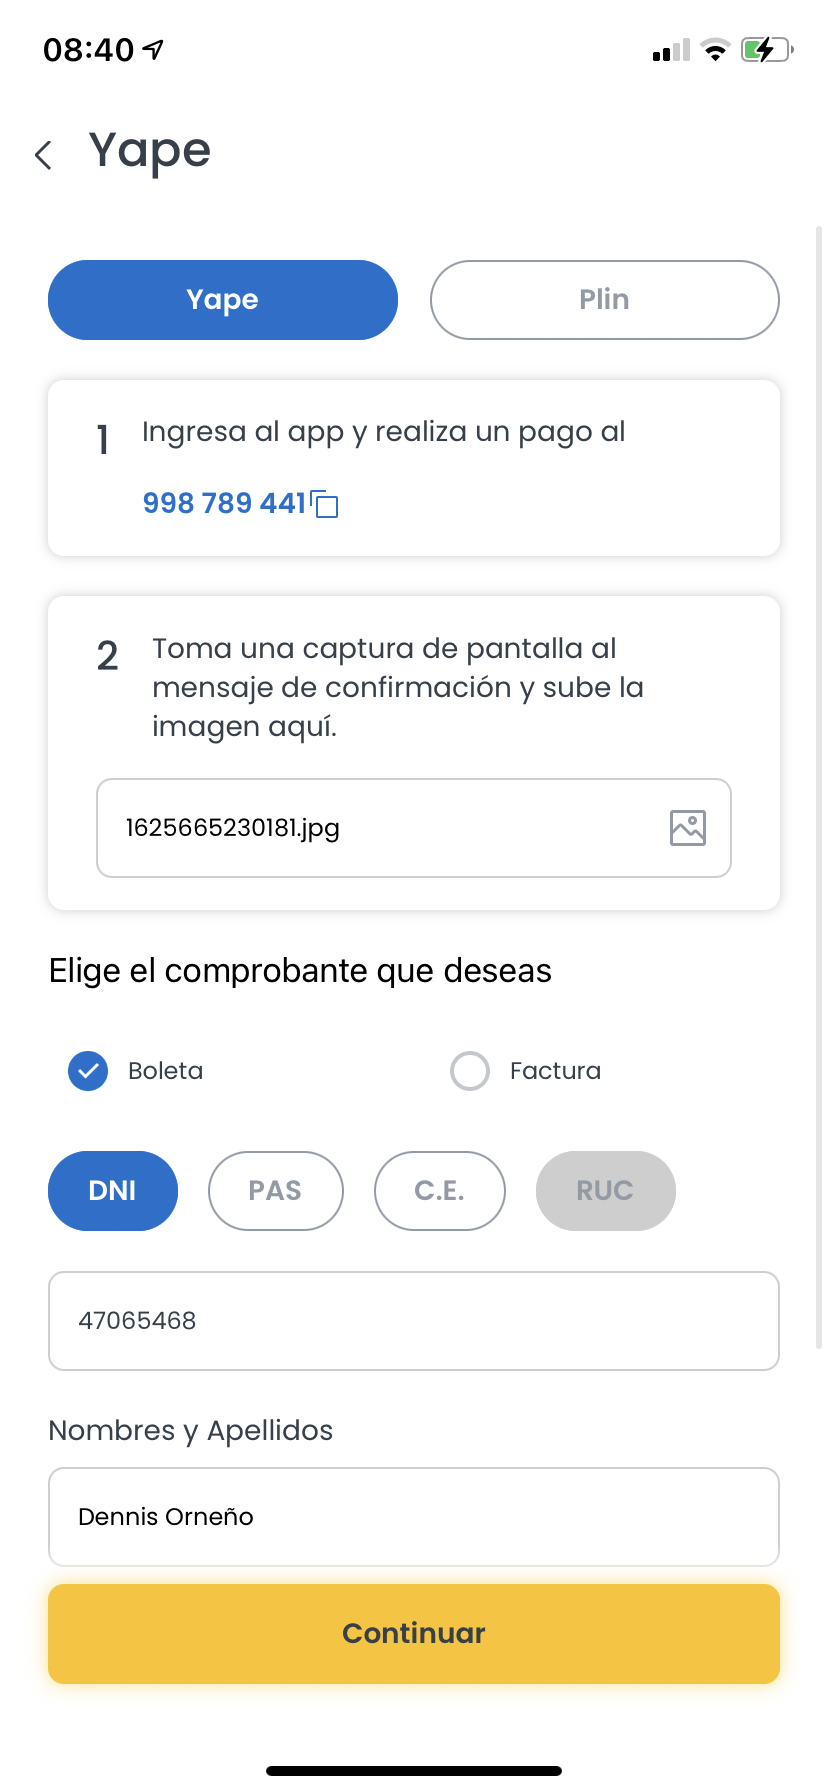 08:40
Yape
Yape
Plin
1
Ingresa al app y realiza un pago al
998 789 441
2
Toma una captura de pantalla al
mensaje de confirmación y sube la
imagen aquí.
1625665230181.jpg
Elige el comprobante que deseas
Boleta
Factura
DNI
PAS
C.E.
RUC
47065468
Nombres y Apellidos
Dennis Orneño
Continuar